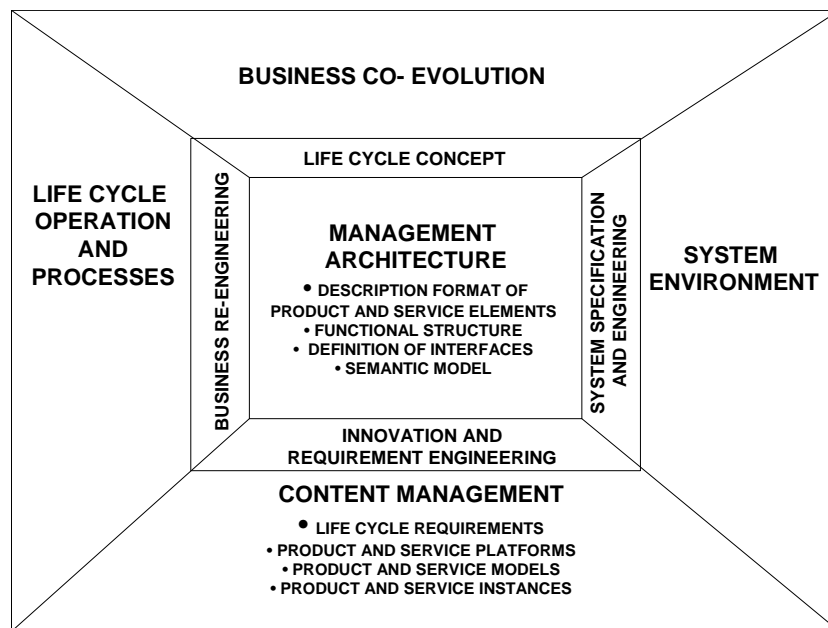 BUSINESS CO- EVOLUTION
LIFE CYCLE CONCEPT
LIFE CYCLE
OPERATION
AND
PROCESSES
BUSINESS RE-ENGINEERING
MANAGEMENT
ARCHITECTURE
• DESCRIPTION FORMAT OF
PRODUCT AND SERVICE ELEMENTS
• FUNCTIONAL STRUCTURE
• DEFINITION OF INTERFACES
• SEMANTIC MODEL
SYSTEM SPECIFICATION
AND ENGINEERING
SYSTEM
ENVIRONMENT
INNOVATION AND
REQUIREMENT ENGINEERING
CONTENT MANAGEMENT
• LIFE CYCLE REQUIREMENTS
• PRODUCT AND SERVICE PLATFORMS
• PRODUCT AND SERVICE MODELS
• PRODUCT AND SERVICE INSTANCES